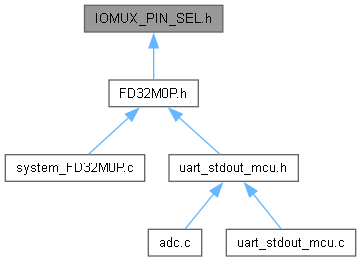 IOMUX_PIN_SEL.h
FD32M0P.h
system_FD32M0P.c
uart_stdout_mcu.h
adc.c
uart_stdout_mcu.c